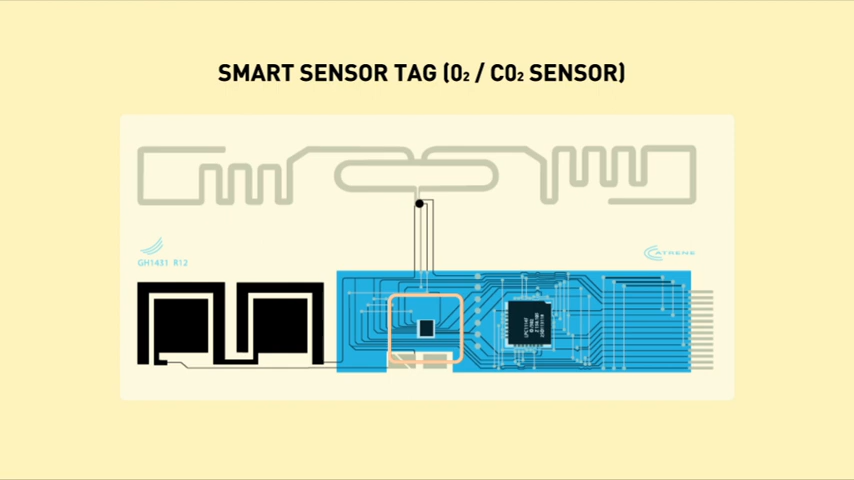 SMART SENSOR TAG (O₂ / CO₂ SENSOR)
GH1431 R12
CATRENE